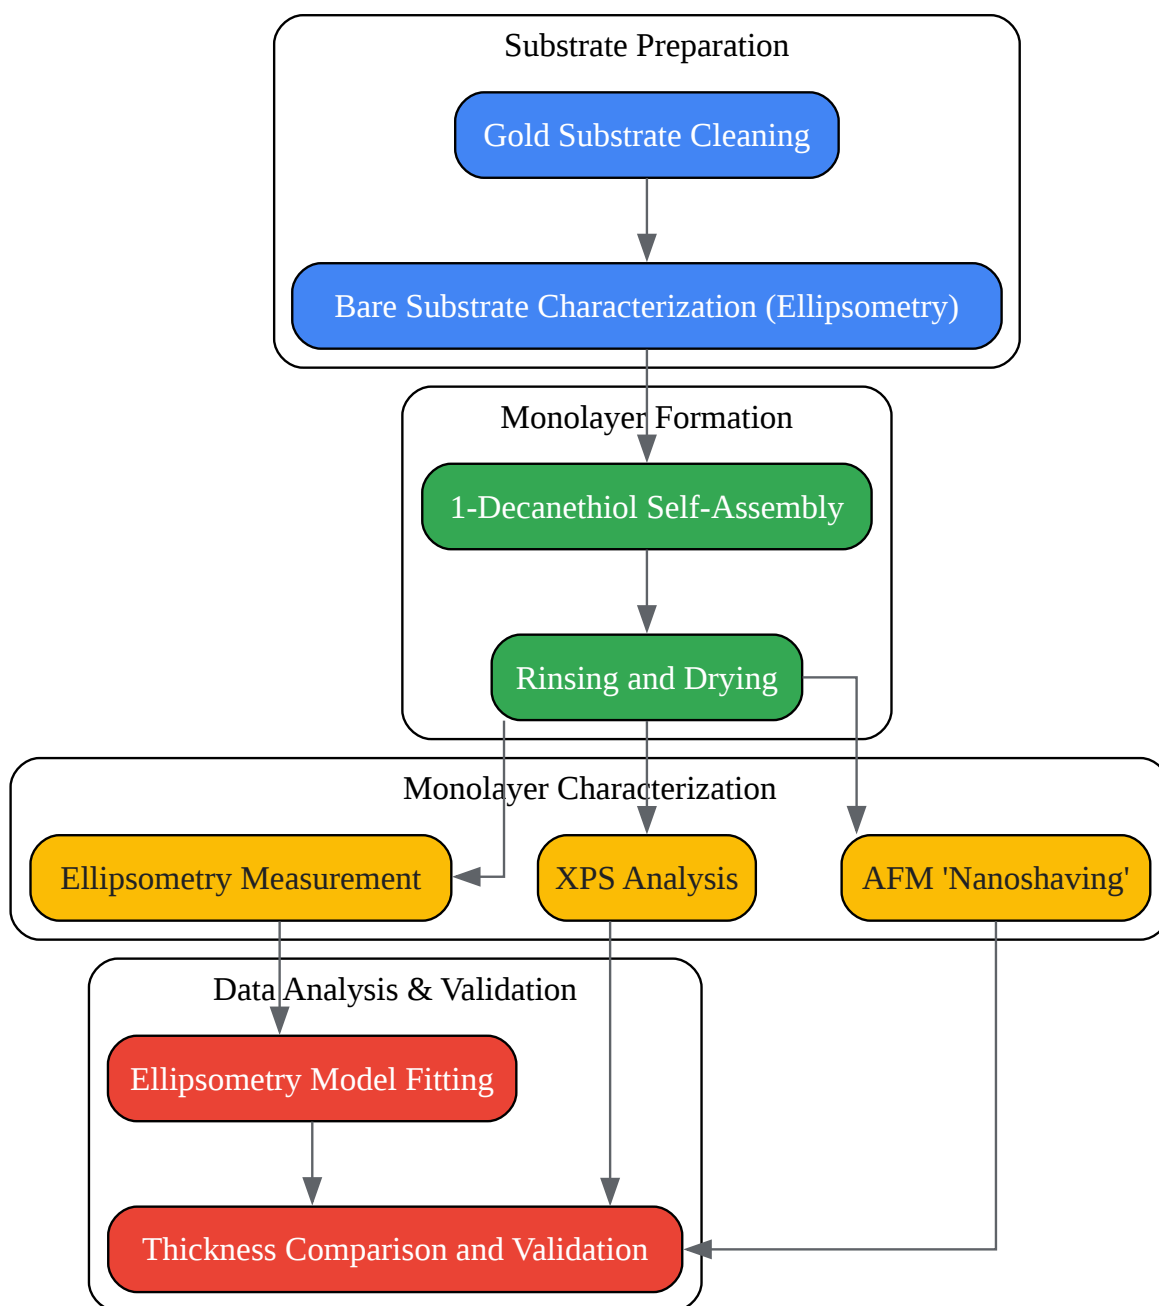 Substrate Preparation
Gold Substrate Cleaning
Bare Substrate Characterization (Ellipsometry)
Monolayer Formation
1-Decanethiol Self-Assembly
Rinsing and Drying
Monolayer Characterization
Ellipsometry Measurement
XPS Analysis
AFM 'Nanoshaving'
Data Analysis & Validation
Ellipsometry Model Fitting
Thickness Comparison and Validation